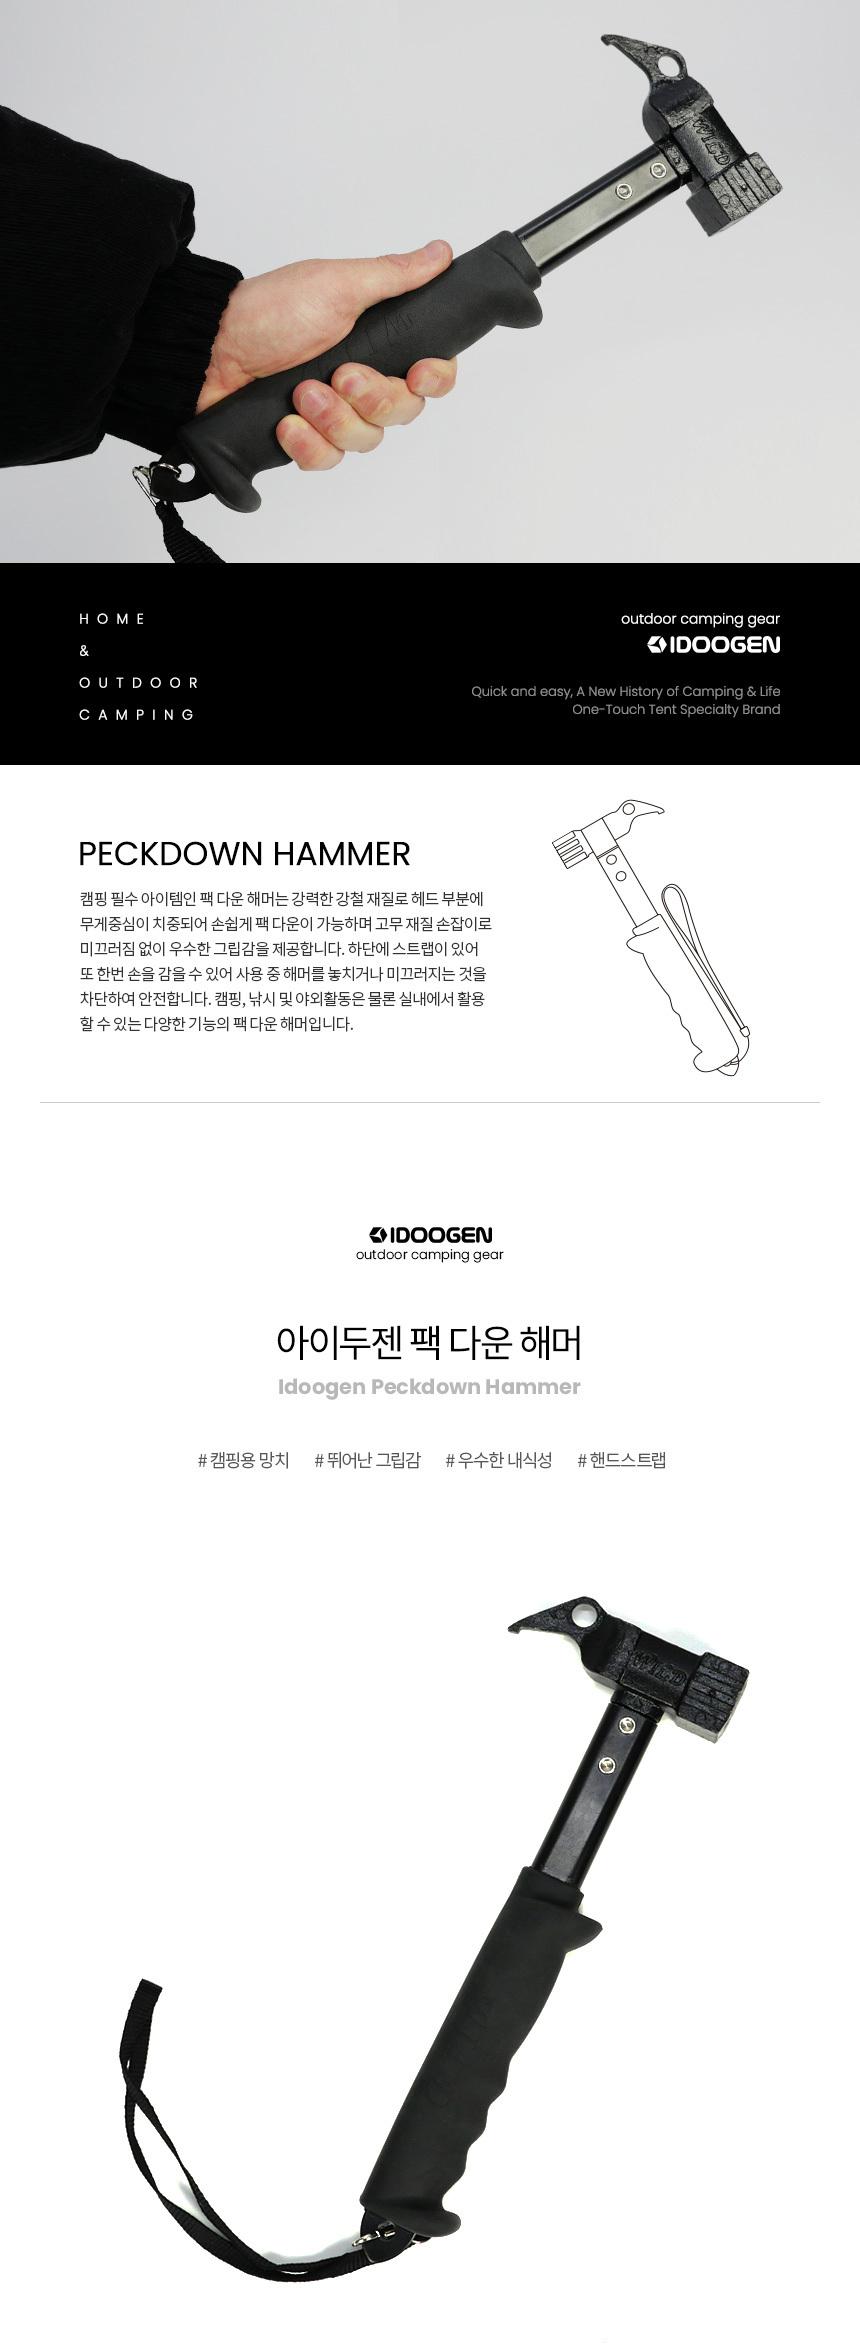 WILD
HOME
&
OUTDOOR
CAMPING
outdoor camping gear
IDOOGEN
Quick and easy, A New History of Camping & Life
One-Touch Tent Specialty Brand
PECKDOWN HAMMER
캠핑 필수 아이템인 팩 다운 해머는 강력한 강철 재질로 헤드 부분에
무게중심이 치중되어 손쉽게 팩 다운이 가능하며 고무 재질 손잡이로
미끄러짐 없이 우수한 그립감을 제공합니다. 하단에 스트랩이 있어
또 한번 손을 감을 수 있어 사용 중 해머를 놓치거나 미끄러지는 것을
차단하여 안전합니다. 캠핑, 낚시 및 야외활동은 물론 실내에서 활용
할 수 있는 다양한 기능의 팩 다운 해머입니다.
IDOOGEN
outdoor camping gear
아이두젠 팩 다운 해머
Idoogen Peckdown Hammer
# 캠핑용 망치 # 뛰어난 그립감 # 우수한 내식성 # 핸드스트랩
WILD